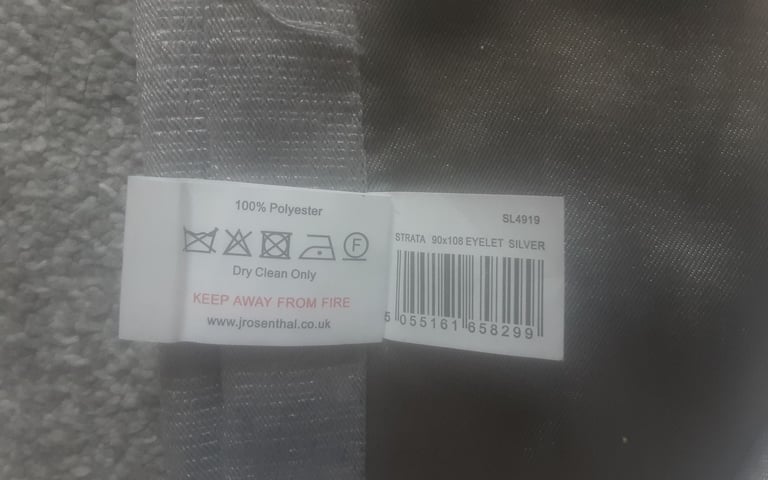 100% Polyester
F
Dry Clean Only
KEEP AWAY FROM FIRE
www.jrosenthal.co.uk
SL4919
STRATA 90x108 EYELET SILVER
5 055161 658299